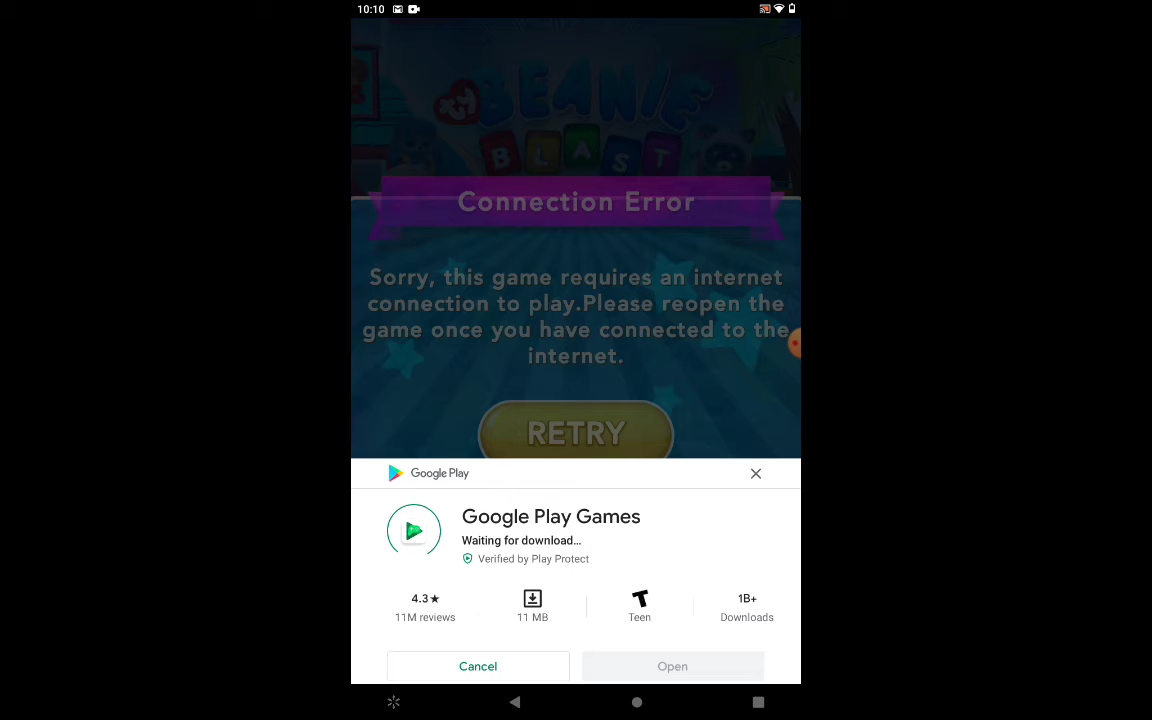 10:10
ty BEANIE
BLAST
Connection Error
Sorry, this game requires an internet
connection to play.Please reopen the
game once you have connected to the
internet.
RETRY
Google Play
Google Play Games
Waiting for download...
Verified by Play Protect
4.3★ 1B+
11M reviews 11 MB Teen Downloads
Cancel Open